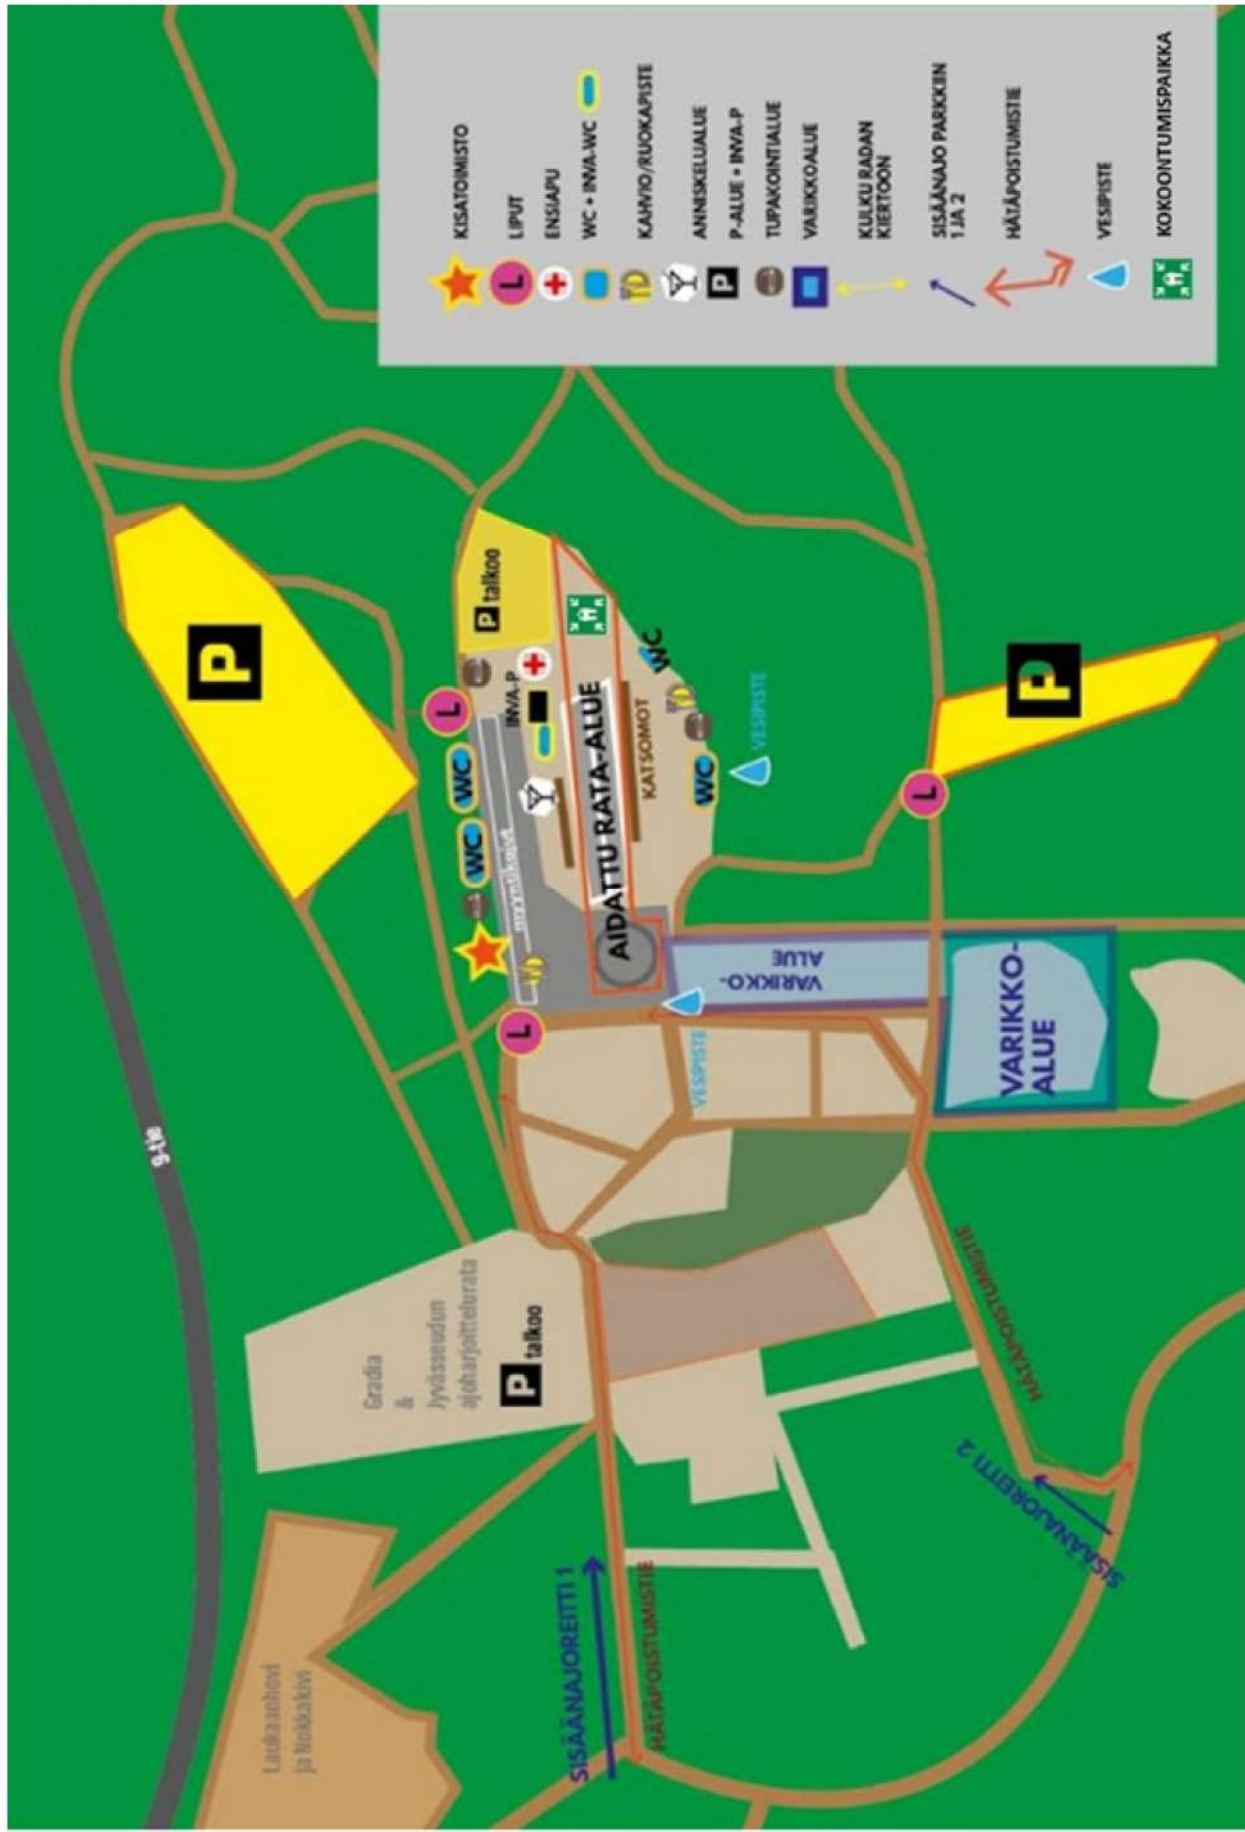 KISATOIMISTO
L
LIPUT
ENSIAPU
WC + INVA-WC
KAHVIO/RUOKAPISTE
ANNISKELUALUE
P
P-ALUE + INVA-P
TUPAKOINTIALUE
VARIKKOALUE
KULKU RADAN
KIERTOON
SISÄÄNAJO PARKKIIN
1 JA 2
HÄTÄPOISTUMISTIE
VESIPISTE
KOKOONTUMISPAIKKA
9-tie
P
P talkoo
L
INVA-P
WC
WC
L
AIDATTU RATA-ALUE
KATSOMOT
WC
WC
VESIPISTE
P
L
VARIKKO-
ALUE
VARIKKO-
ALUE
VESIPISTE
Gradia
&
Jyvässeudun
ajoharjoittelurata
P talkoo
Laukaanhovi
ja Nokkakivi
SISÄÄNAJOREITTI 1
HÄTÄPOISTUMISTIE
HÄTÄPOISTUMISTIE
SISÄÄNAJOREITTI 2